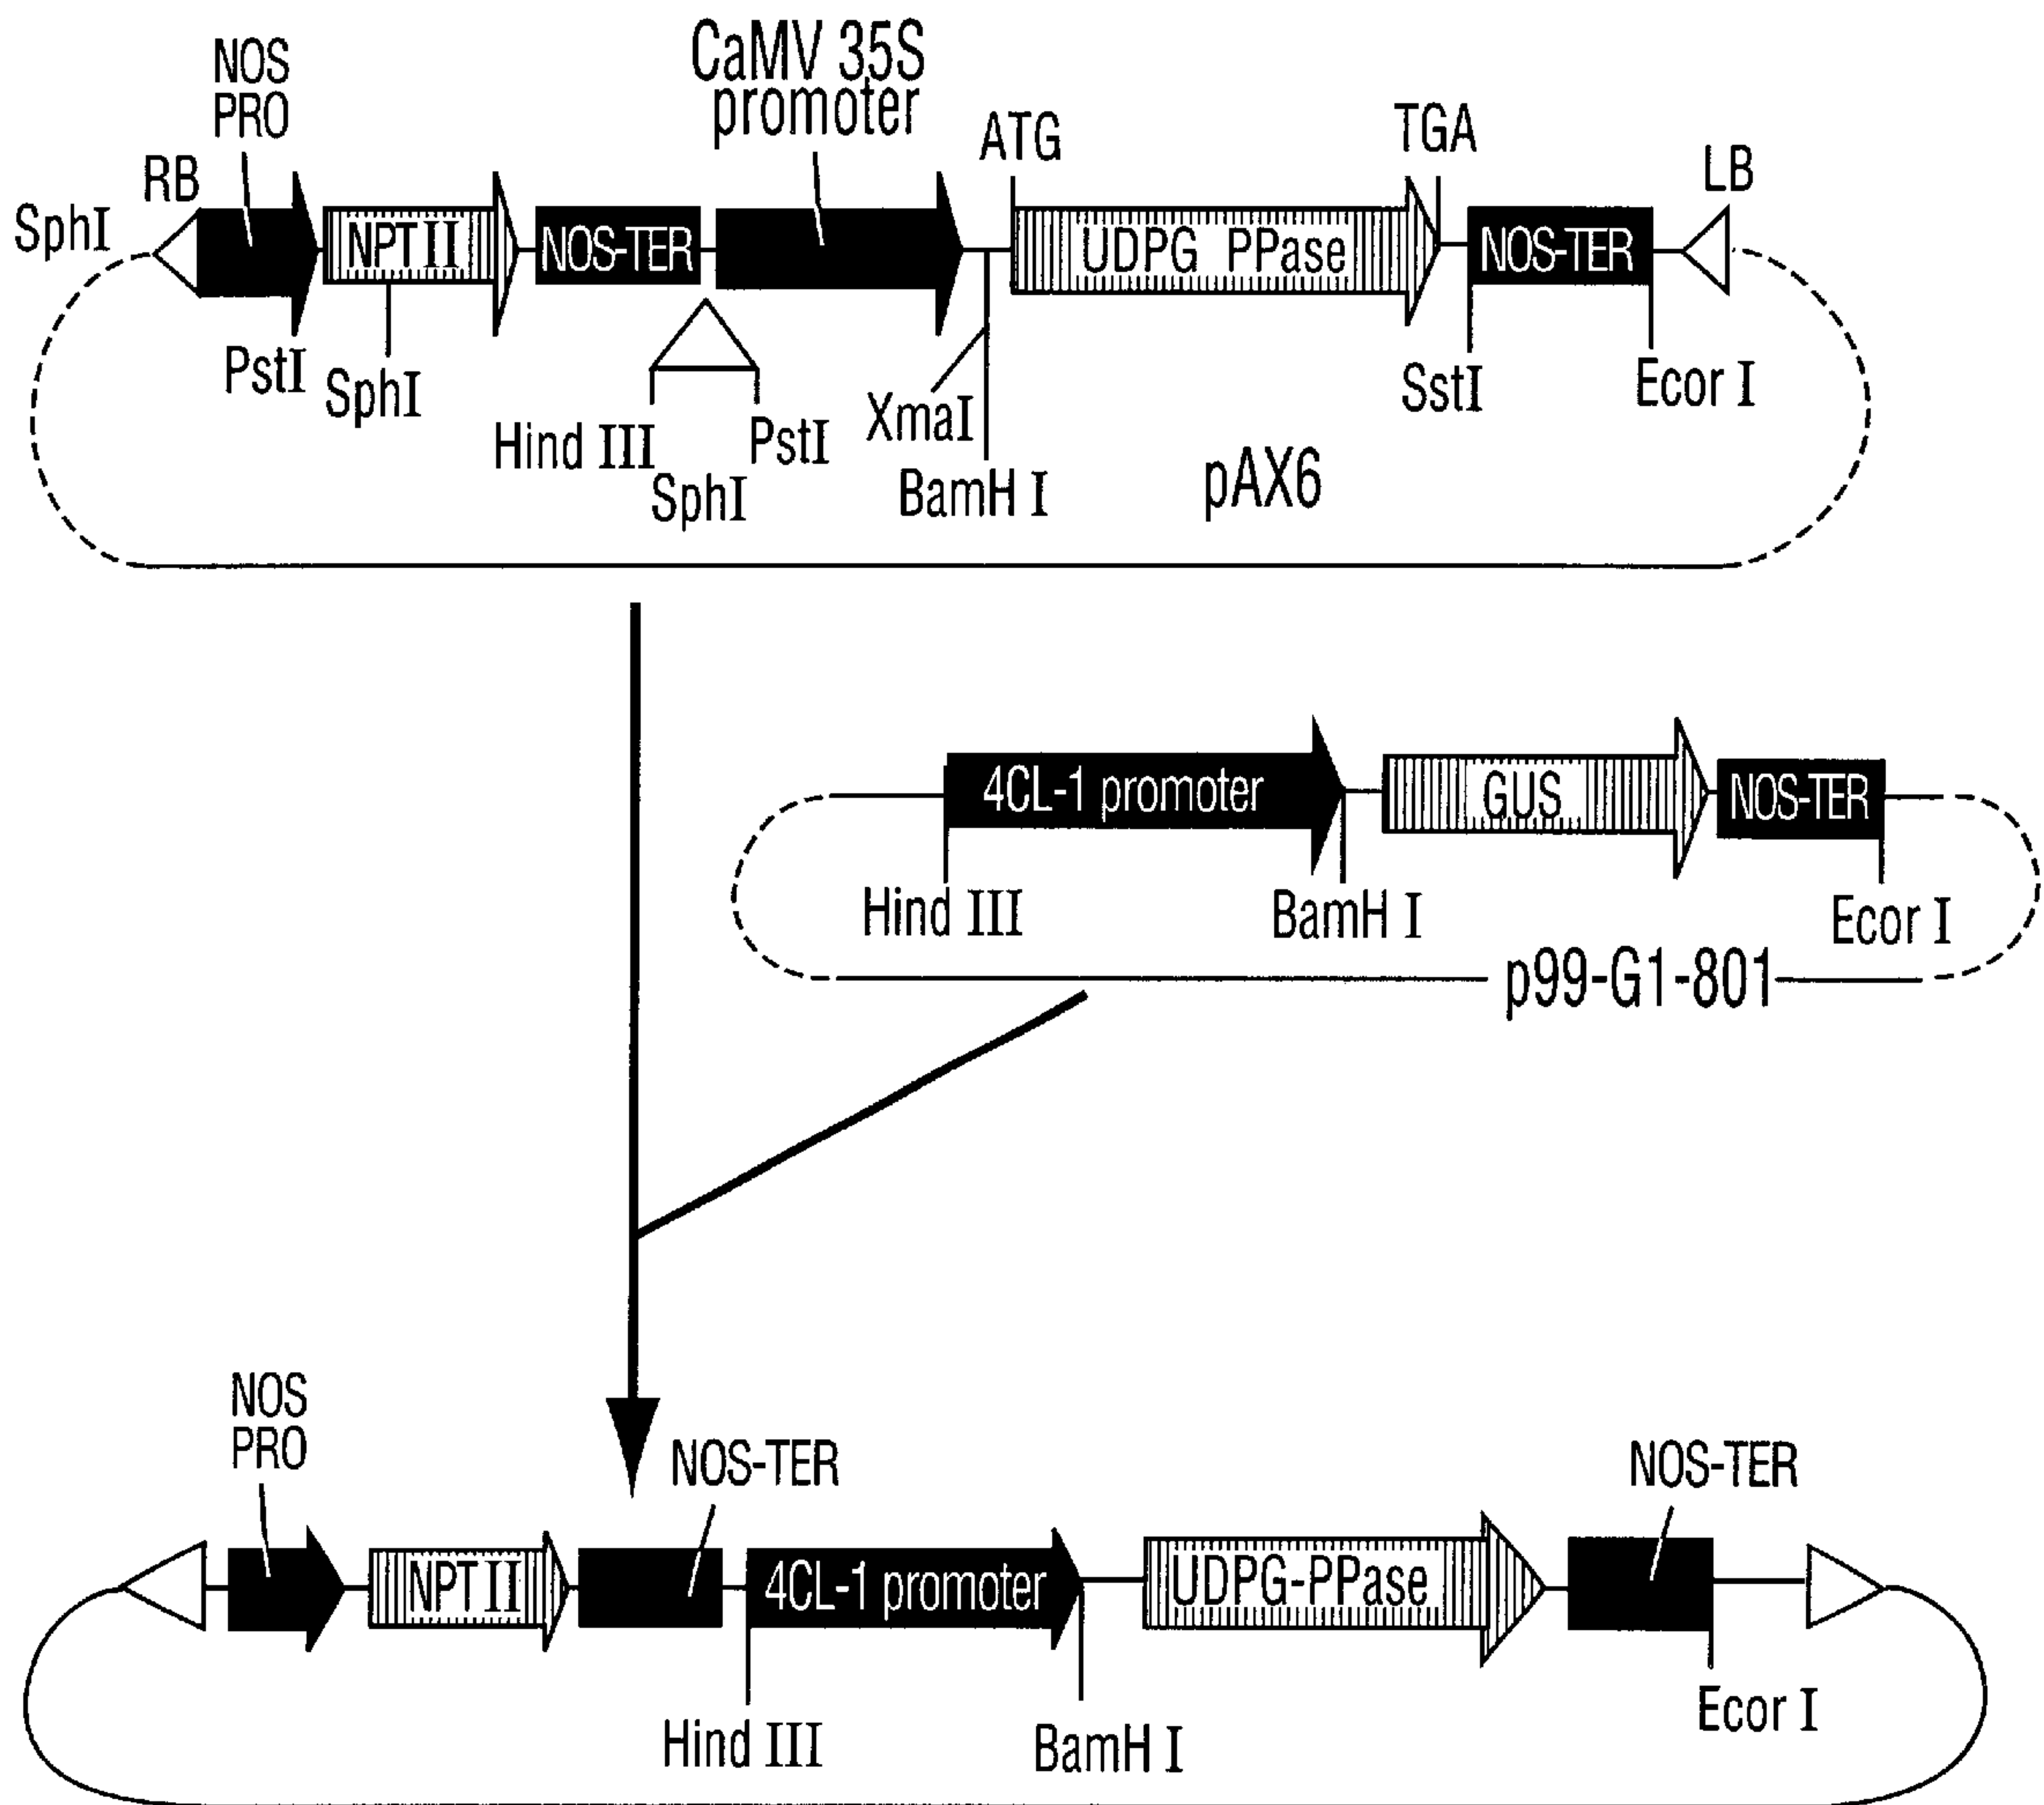 NOS
PRO
CaMV 35S
promoter
ATG
TGA
RB
LB
SphI
NPT II
NOS-TER
UDPG PPase
NOS-TER
PstI
SphI
Hind III
SphI
PstI
XmaI
BamH I
SstI
Ecor I
pAX6
4CL-1 promoter
GUS
NOS-TER
Hind III
BamH I
Ecor I
p99-G1-801
NOS
PRO
NOS-TER
NOS-TER
NPT II
4CL-1 promoter
UDPG-PPase
Hind III
BamH I
Ecor I